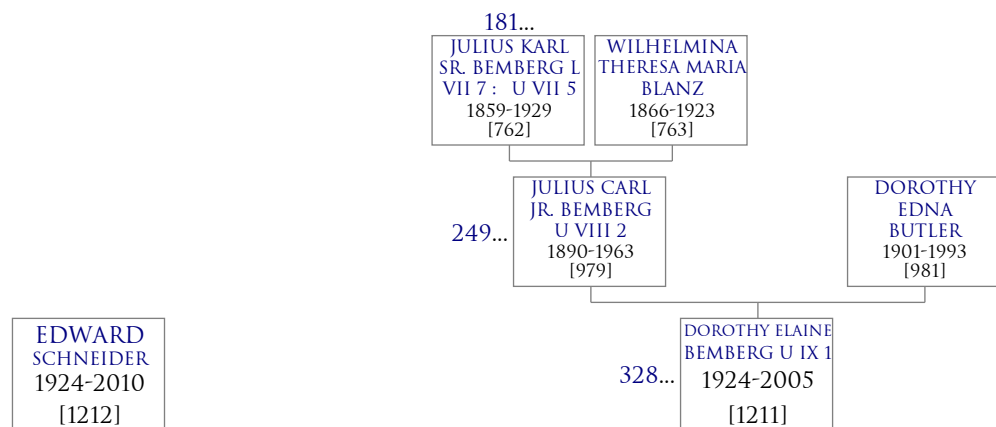 181...
JULIUS KARL
SR. BEMBERG L
VII 7 : U VII 5
1859-1929
[762]
WILHELMINA
THERESA MARIA
BLANZ
1866-1923
[763]
249...
JULIUS CARL
JR. BEMBERG
U VIII 2
1890-1963
[979]
DOROTHY
EDNA
BUTLER
1901-1993
[981]
EDWARD
SCHNEIDER
1924-2010
[1212]
328...
DOROTHY ELAINE
BEMBERG U IX 1
1924-2005
[1211]